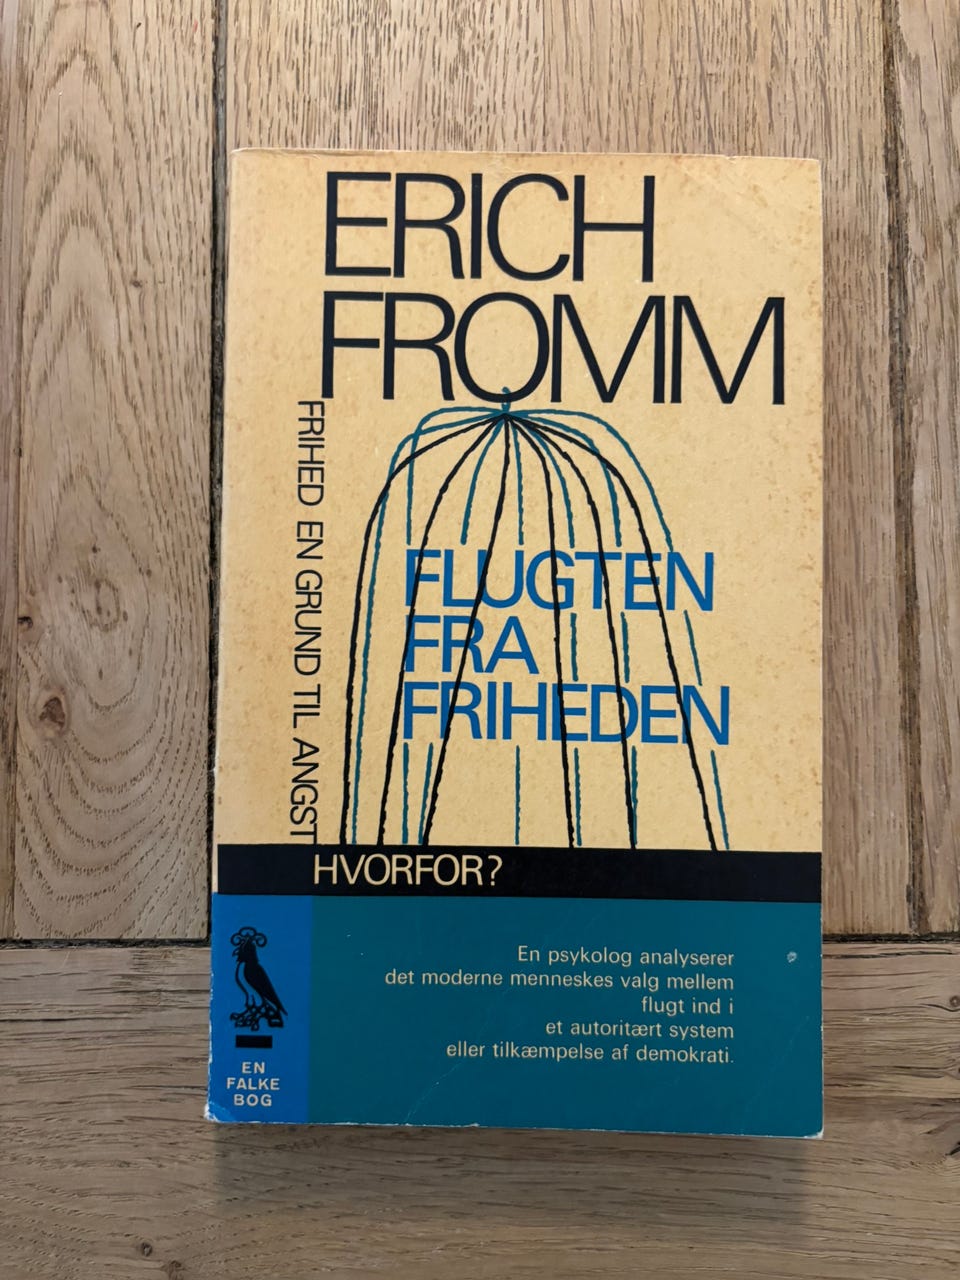 ERICH
FROMM
FRIHED EN GRUND TIL ANGST
FLUGTEN
FRA
FRIHEDEN
HVORFOR?
En psykolog analyserer
det moderne menneskes valg mellem
flugt ind i
et autoritært system
eller tilkæmpelse af demokrati.
EN
FALKE
BOG